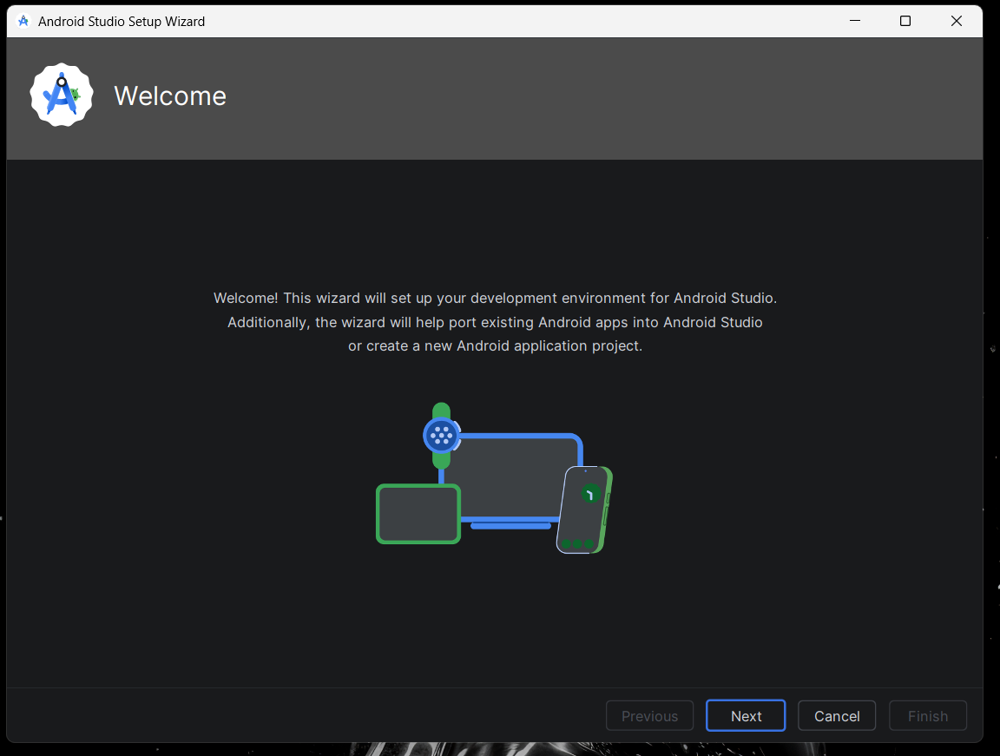 Android Studio Setup Wizard
Welcome
Welcome! This wizard will set up your development environment for Android Studio.
Additionally, the wizard will help port existing Android apps into Android Studio
or create a new Android application project.
Previous Next Cancel Finish